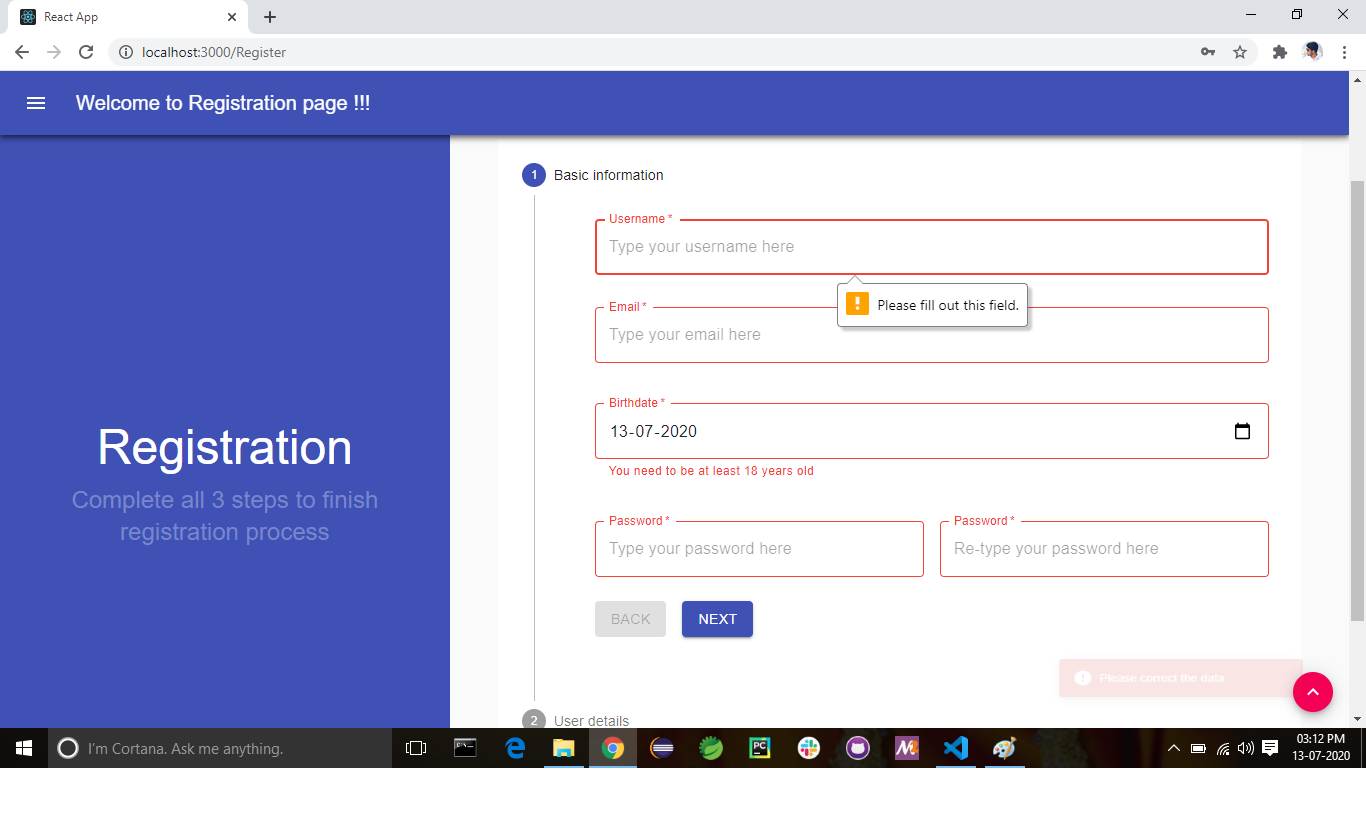 React App
localhost:3000/Register
Welcome to Registration page !!!
1 Basic information
Username *
Type your username here
Please fill out this field.
Email *
Type your email here
Birthdate *
13-07-2020
You need to be at least 18 years old
Registration
Complete all 3 steps to finish
registration process
Password * Password *
Type your password here Re-type your password here
BACK NEXT
Please correct the data
2 User details
I'm Cortana. Ask me anything.
PC
03:12 PM
13-07-2020